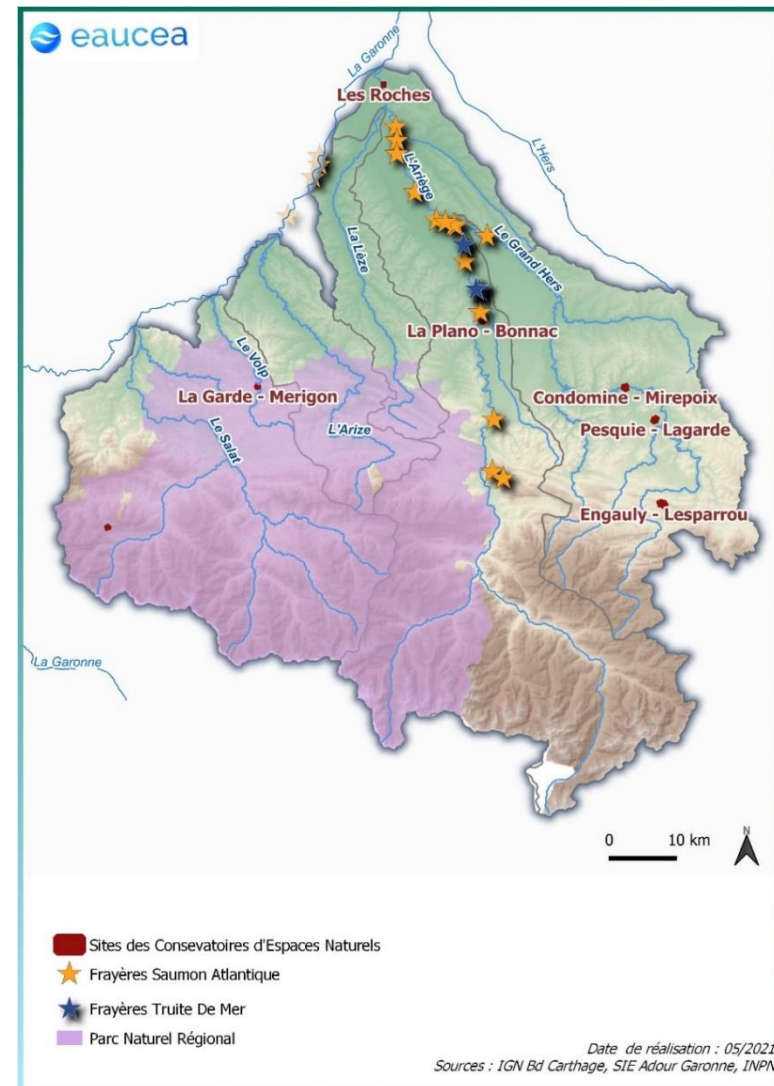 eaucea
La Garonne
Les Roches
L'Hers
L'Ariège
La Lèze
Le Grand Hers
La Plano - Bonnac
Le Volp
La Garde - Merigon
Condomine - Mirepoix
L'Arize
Pesquie - Lagarde
Le Salat
Engauly - Lesparrou
La Garonne
0 10 km
N
Sites des Consevatoires d'Espaces Naturels
Frayères Saumon Atlantique
Frayères Truite De Mer
Parc Naturel Régional
Date de réalisation : 05/2021
Sources : IGN Bd Carthage, SIE Adour Garonne, INPN